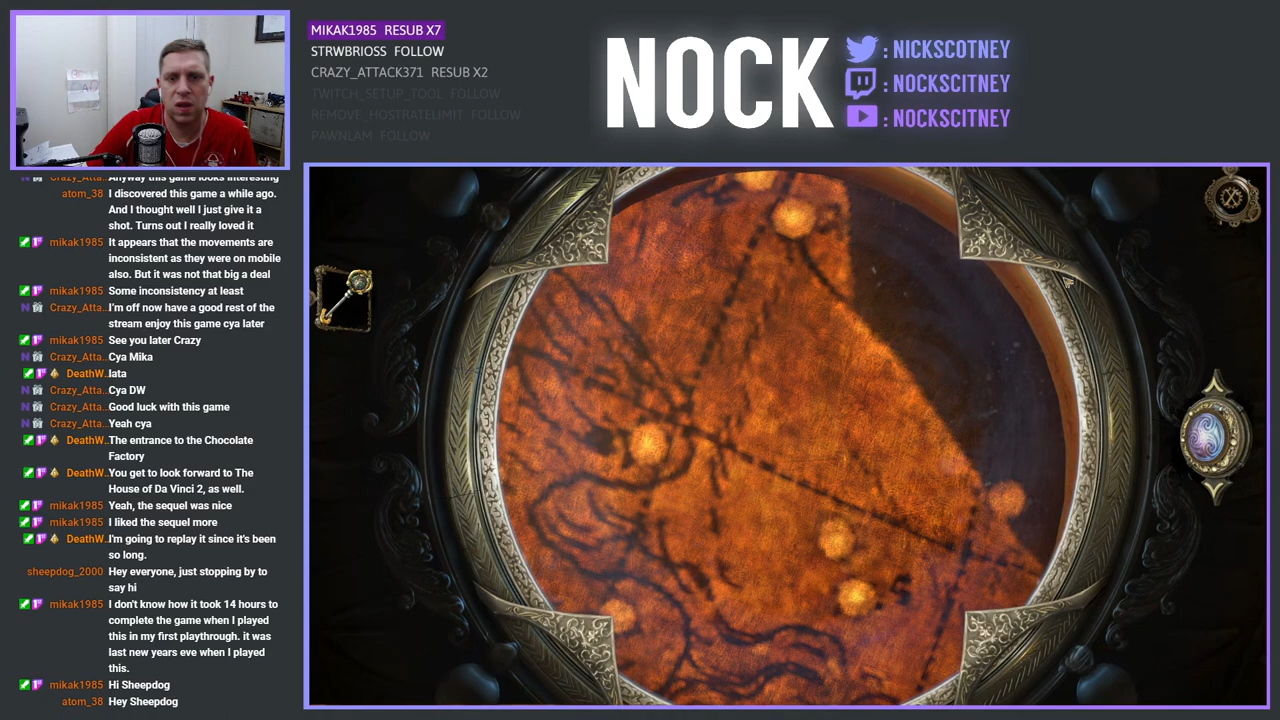 MIKAK1985 RESUB X7
STRWBRIOSS FOLLOW
CRAZY_ATTACK371 RESUB X2
TWITCH_SETUP_TOOL FOLLOW
REMOVE_HOSTRATELIMIT FOLLOW
PAWNLAM FOLLOW
NOCK
: NICKSCOTNEY
: NOCKSCITNEY
: NOCKSCITNEY
Crazy_Atta.. Anyway this game looks interesting
atom_38 I discovered this game a while ago.
And I thought well I just give it a
shot. Turns out I really loved it
mikak1985 It appears that the movements are
inconsistent as they were on mobile
also. But it was not that big a deal
mikak1985 Some inconsistency at least
Crazy_Atta.. I'm off now have a good rest of the
stream enjoy this game cya later
mikak1985 See you later Crazy
Crazy_Atta.. Cya Mika
DeathW.. lata
Crazy_Atta.. Cya DW
Crazy_Atta.. Good luck with this game
Crazy_Atta.. Yeah cya
DeathW.. The entrance to the Chocolate
Factory
DeathW.. You get to look forward to The
House of Da Vinci 2, as well.
mikak1985 Yeah, the sequel was nice
mikak1985 I liked the sequel more
DeathW.. I'm going to replay it since it's been
so long.
sheepdog_2000 Hey everyone, just stopping by to
say hi
mikak1985 I don't know how it took 14 hours to
complete the game when I played
this in my first playthrough. it was
last new years eve when I played
this.
mikak1985 Hi Sheepdog
atom_38 Hey Sheepdog